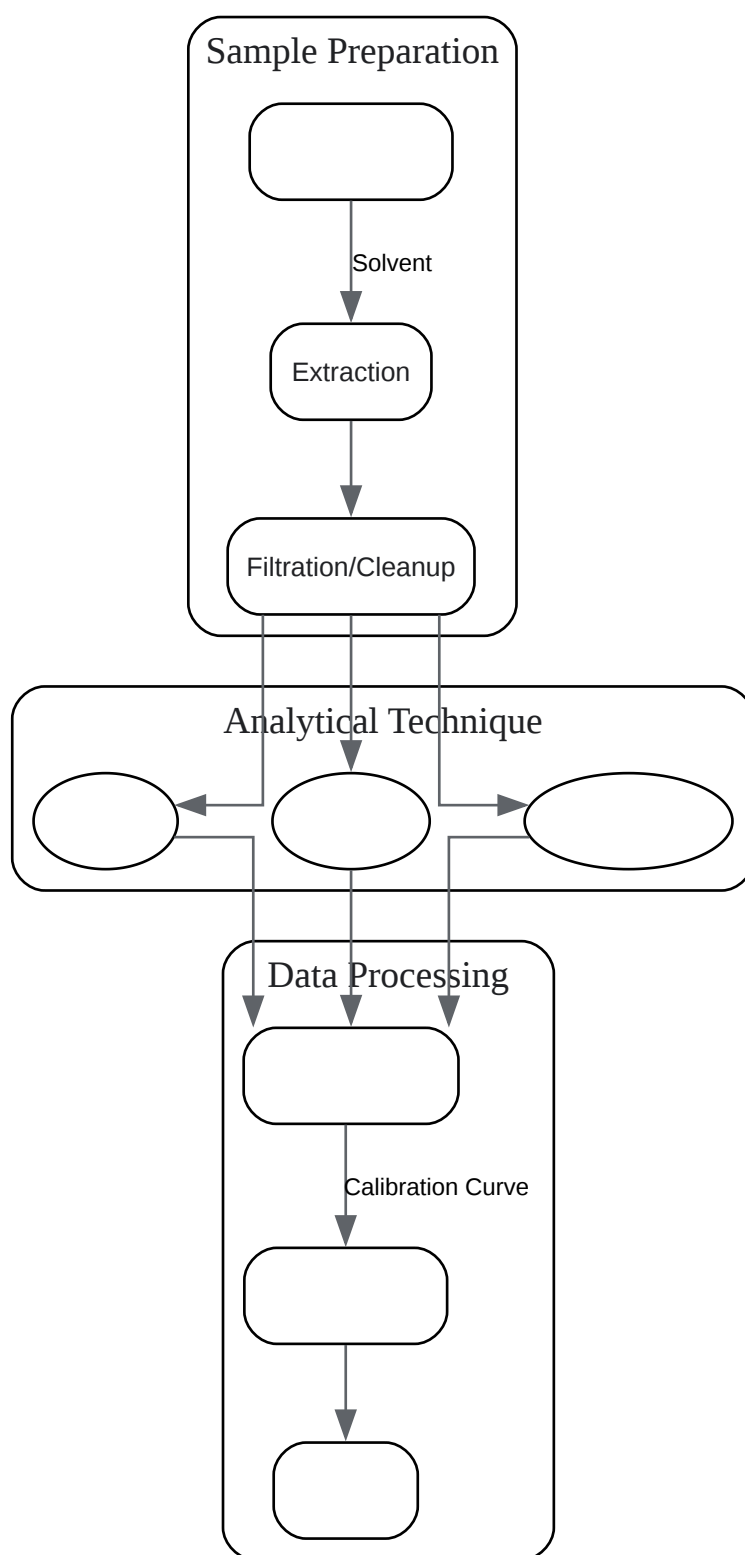 Sample Preparation
Solvent
Extraction
Filtration/Cleanup
Analytical Technique
Data Processing
Calibration Curve